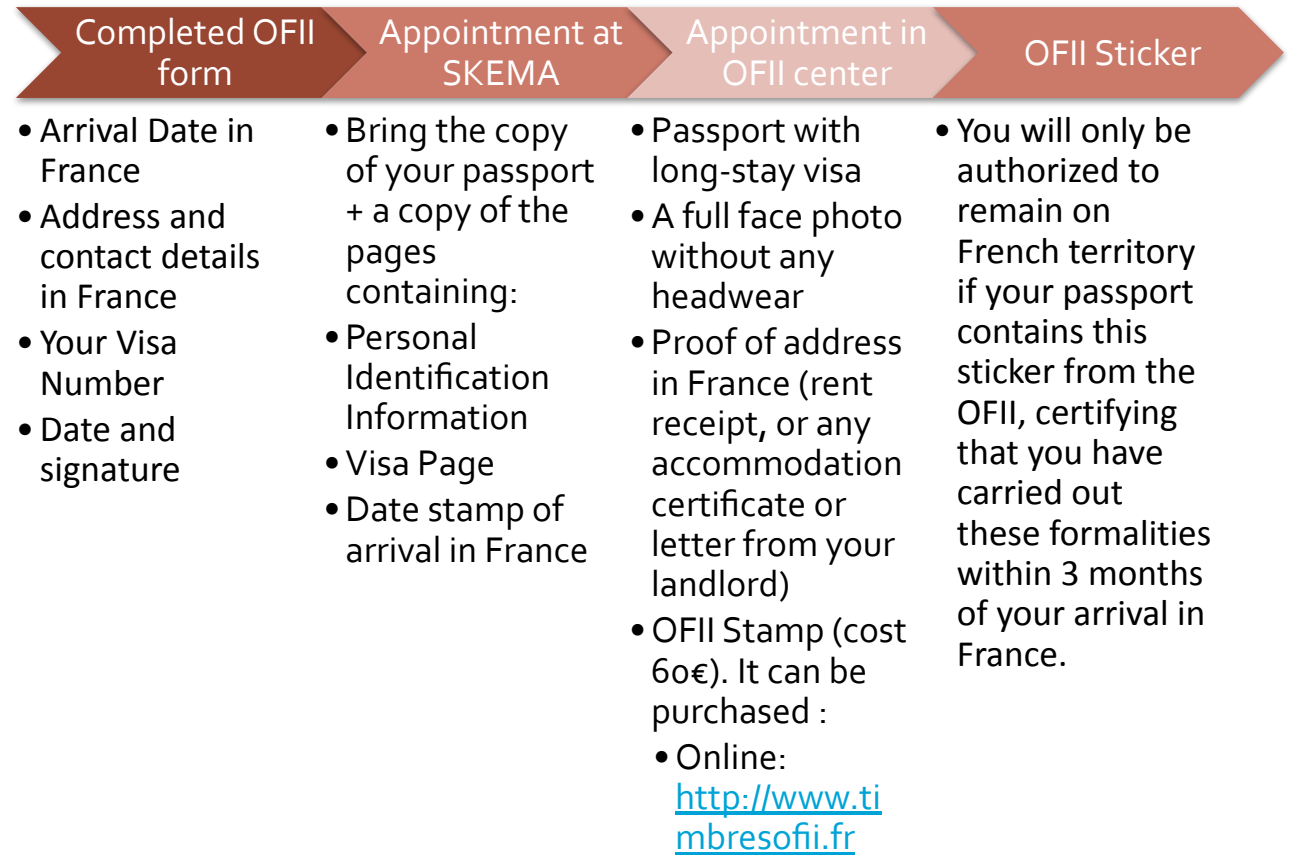 Completed OFII
form
Appointment at
SKEMA
Appointment in
OFII center
OFII Sticker
• Arrival Date in
France
• Address and
contact details
in France
• Your Visa
Number
• Date and
signature
• Bring the copy
of your passport
+ a copy of the
pages
containing:
• Personal
Identification
Information
• Visa Page
• Date stamp of
arrival in France
• Passport with
long-stay visa
• A full face photo
without any
headwear
• Proof of address
in France (rent
receipt, or any
accommodation
certificate or
letter from your
landlord)
• OFII Stamp (cost
60€). It can be
purchased :
• Online:
http://www.ti
mbresofii.fr
• You will only be
authorized to
remain on
French territory
if your passport
contains this
sticker from the
OFII, certifying
that you have
carried out
these formalities
within 3 months
of your arrival in
France.